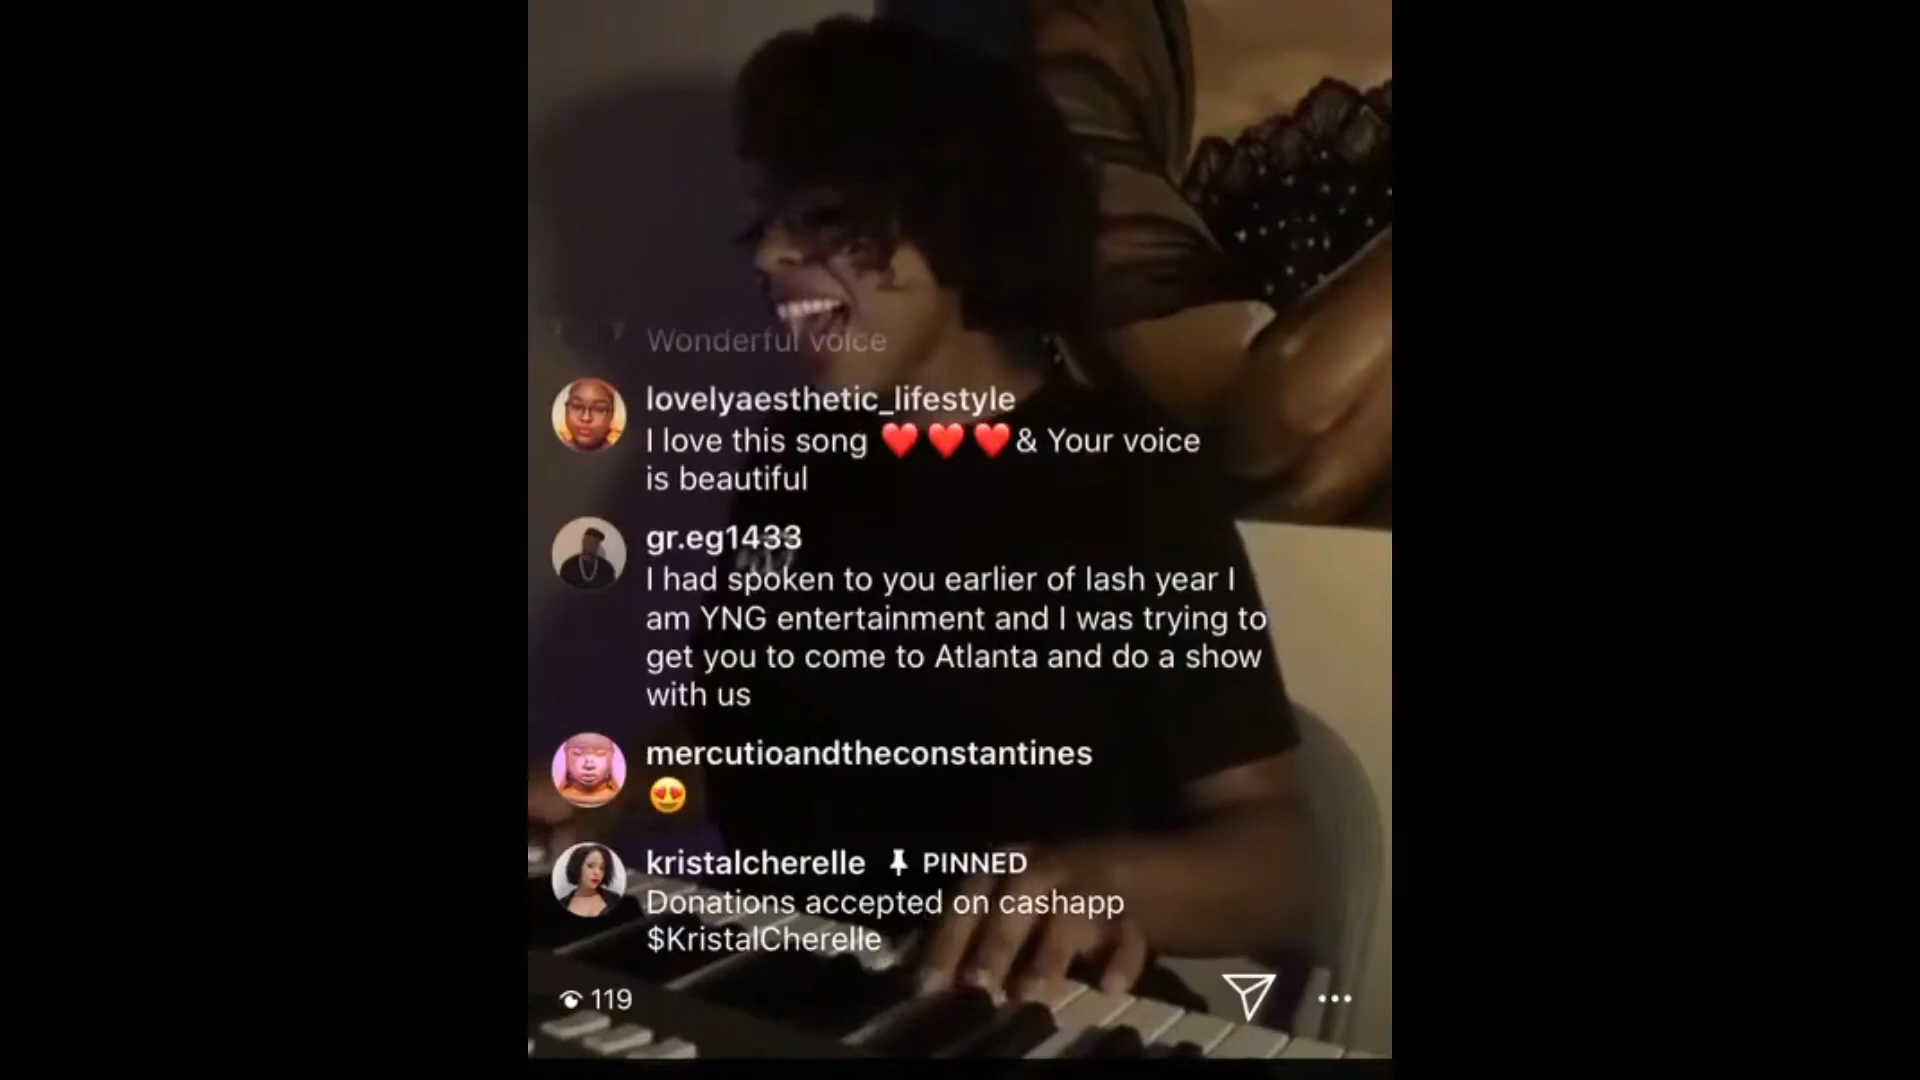 Wonderful voice
lovelyaesthetic_lifestyle
I love this song ❤️❤️❤️& Your voice
is beautiful
gr.eg1433
I had spoken to you earlier of lash year I
am YNG entertainment and I was trying to
get you to come to Atlanta and do a show
with us
mercutioandtheconstantines
😍
kristalcherelle PINNED
Donations accepted on cashapp
$KristalCherelle
119